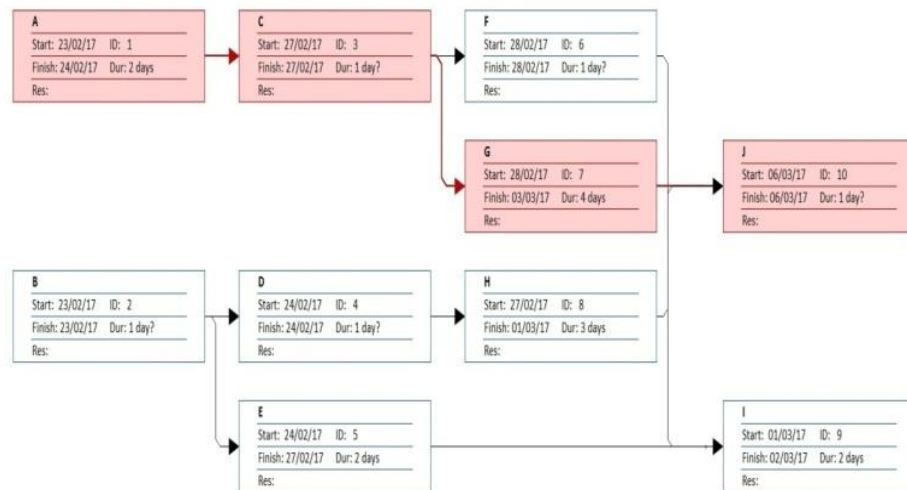 A
Start: 23/02/17 ID: 1
Finish: 24/02/17 Dur: 2 days
Res:
C
Start: 27/02/17 ID: 3
Finish: 27/02/17 Dur: 1 day?
Res:
F
Start: 28/02/17 ID: 6
Finish: 28/02/17 Dur: 1 day?
Res:
G
Start: 28/02/17 ID: 7
Finish: 03/03/17 Dur: 4 days
Res:
J
Start: 06/03/17 ID: 10
Finish: 06/03/17 Dur: 1 day?
Res:
B
Start: 23/02/17 ID: 2
Finish: 23/02/17 Dur: 1 day?
Res:
D
Start: 24/02/17 ID: 4
Finish: 24/02/17 Dur: 1 day?
Res:
H
Start: 27/02/17 ID: 8
Finish: 01/03/17 Dur: 3 days
Res:
E
Start: 24/02/17 ID: 5
Finish: 27/02/17 Dur: 2 days
Res:
I
Start: 01/03/17 ID: 9
Finish: 02/03/17 Dur: 2 days
Res: